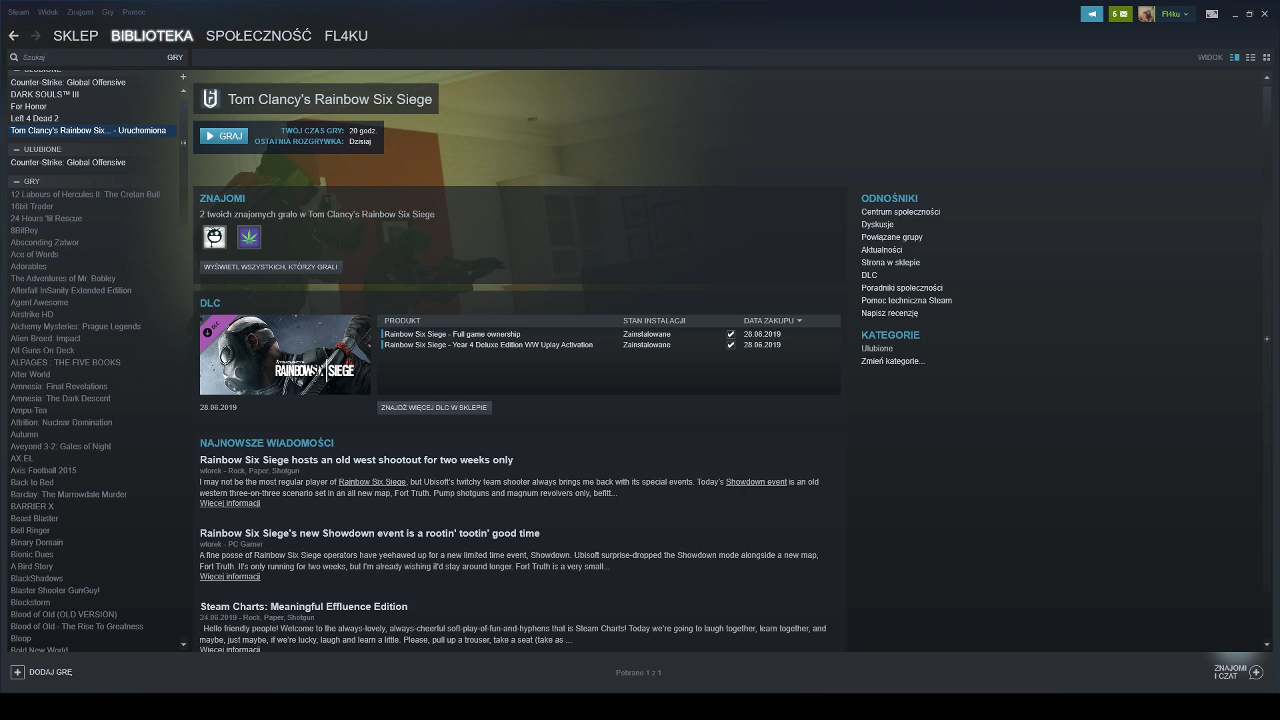 Steam Widok Znajomi Gry Pomoc
6 Fl4ku
SKLEP BIBLIOTEKA SPOŁECZNOŚĆ FL4KU
Szukaj GRY WIDOK
ULUBIONE
Counter-Strike: Global Offensive
DARK SOULS™ III
For Honor
Left 4 Dead 2
Tom Clancy's Rainbow Six... - Uruchomiona
ULUBIONE
Counter-Strike: Global Offensive
GRY
12 Labours of Hercules II: The Cretan Bull
16bit Trader
24 Hours 'til Rescue
8BitBoy
Absconding Zatwor
Ace of Words
Adorables
The Adventures of Mr. Bobley
Afterfall InSanity Extended Edition
Agent Awesome
Airstrike HD
Alchemy Mysteries: Prague Legends
Alien Breed: Impact
All Guns On Deck
ALPAGES : THE FIVE BOOKS
Alter World
Amnesia: Final Revelations
Amnesia: The Dark Descent
Ampu-Tea
Attrition: Nuclear Domination
Autumn
Aveyond 3-2: Gates of Night
AX:EL
Axis Football 2015
Back to Bed
Barclay: The Marrowdale Murder
BARRIER X
Beast Blaster
Bell Ringer
Binary Domain
Bionic Dues
A Bird Story
BlackShadows
Blaster Shooter GunGuy!
Blockstorm
Blood of Old (OLD VERSION)
Blood of Old - The Rise To Greatness
Bloop
Bold New World
DODAJ GRĘ
Tom Clancy's Rainbow Six Siege
GRAJ
TWÓJ CZAS GRY: 20 godz.
OSTATNIA ROZGRYWKA: Dzisiaj
ZNAJOMI
2 twoich znajomych grało w Tom Clancy's Rainbow Six Siege
WYŚWIETL WSZYSTKICH, KTÓRZY GRALI
DLC
DLC
RAINBOW SIX SIEGE
28.06.2019
PRODUKT STAN INSTALACJI DATA ZAKUPU
Rainbow Six Siege - Full game ownership Zainstalowane 28.06.2019
Rainbow Six Siege - Year 4 Deluxe Edition WW Uplay Activation Zainstalowane 28.06.2019
ZNAJDŹ WIĘCEJ DLC W SKLEPIE
NAJNOWSZE WIADOMOŚCI
Rainbow Six Siege hosts an old west shootout for two weeks only
wtorek - Rock, Paper, Shotgun
I may not be the most regular player of Rainbow Six Siege, but Ubisoft's twitchy team shooter always brings me back with its special events. Today's Showdown event is an old
western three-on-three scenario set in an all new map, Fort Truth. Pump shotguns and magnum revolvers only, befitt...
Więcej informacji
Rainbow Six Siege's new Showdown event is a rootin' tootin' good time
wtorek - PC Gamer
A fine posse of Rainbow Six Siege operators have yeehawed up for a new limited time event, Showdown. Ubisoft surprise-dropped the Showdown mode alongside a new map,
Fort Truth. It's only running for two weeks, but I'm already wishing it'd stay around longer. Fort Truth is a very small...
Więcej informacji
Steam Charts: Meaningful Effluence Edition
24.06.2019 - Rock, Paper, Shotgun
Hello friendly people! Welcome to the always-lovely, always-cheerful soft-play-of-fun-and-hyphens that is Steam Charts! Today we're going to laugh together, learn together, and
maybe, just maybe, if we're lucky, laugh and learn a little. Please, pull up a trouser, take a seat (take as ...
Więcej informacji
ODNOŚNIKI
Centrum społeczności
Dyskusje
Powiązane grupy
Aktualności
Strona w sklepie
DLC
Poradniki społeczności
Pomoc techniczna Steam
Napisz recenzję
KATEGORIE
Ulubione
Zmień kategorie...
Pobrano 1 z 1
ZNAJOMI
I CZAT